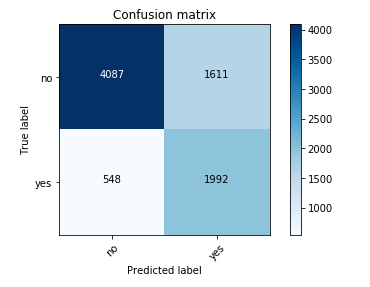 Confusion matrix
4000
3500
3000
2500
2000
1500
1000
no
yes
4087
1611
548
1992
True label
no
yes
Predicted label